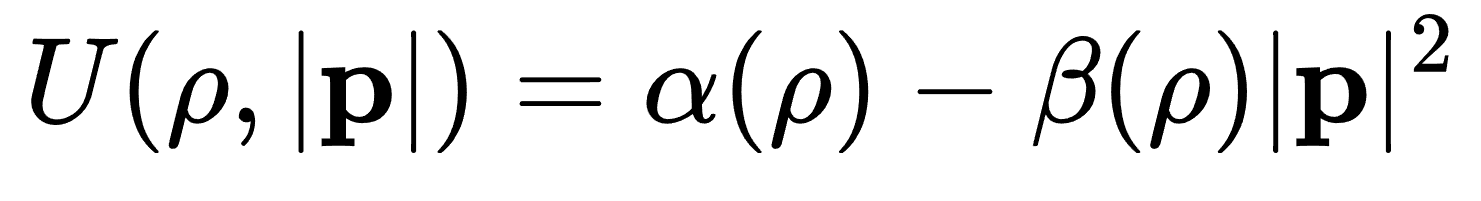 U(ρ, |𝐩|) = α(ρ) − β(ρ)|𝐩|²